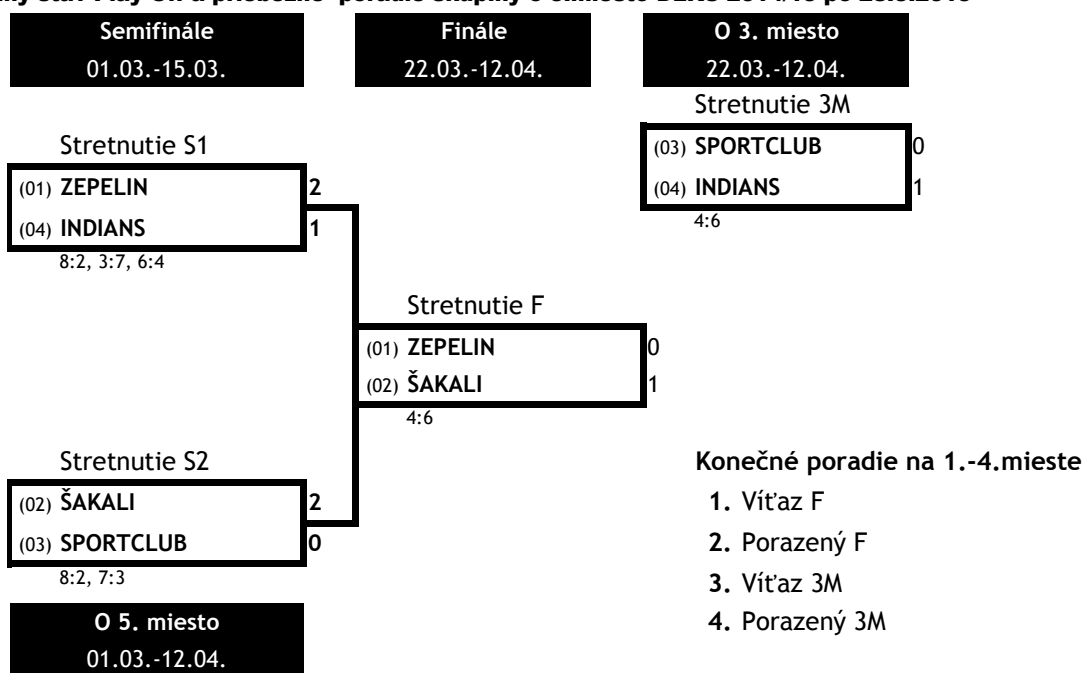 Semifinále
01.03.-15.03.
Finále
22.03.-12.04.
O 3. miesto
22.03.-12.04.
Stretnutie 3M
(03) SPORTCLUB 0
(04) INDIANS 1
4:6
Stretnutie S1
(01) ZEPELIN 2
(04) INDIANS 1
8:2, 3:7, 6:4
Stretnutie F
(01) ZEPELIN 0
(02) ŠAKALI 1
4:6
Stretnutie S2
(02) ŠAKALI 2
(03) SPORTCLUB 0
8:2, 7:3
Konečné poradie na 1.-4.mieste
1. Víťaz F
2. Porazený F
3. Víťaz 3M
4. Porazený 3M
O 5. miesto
01.03.-12.04.